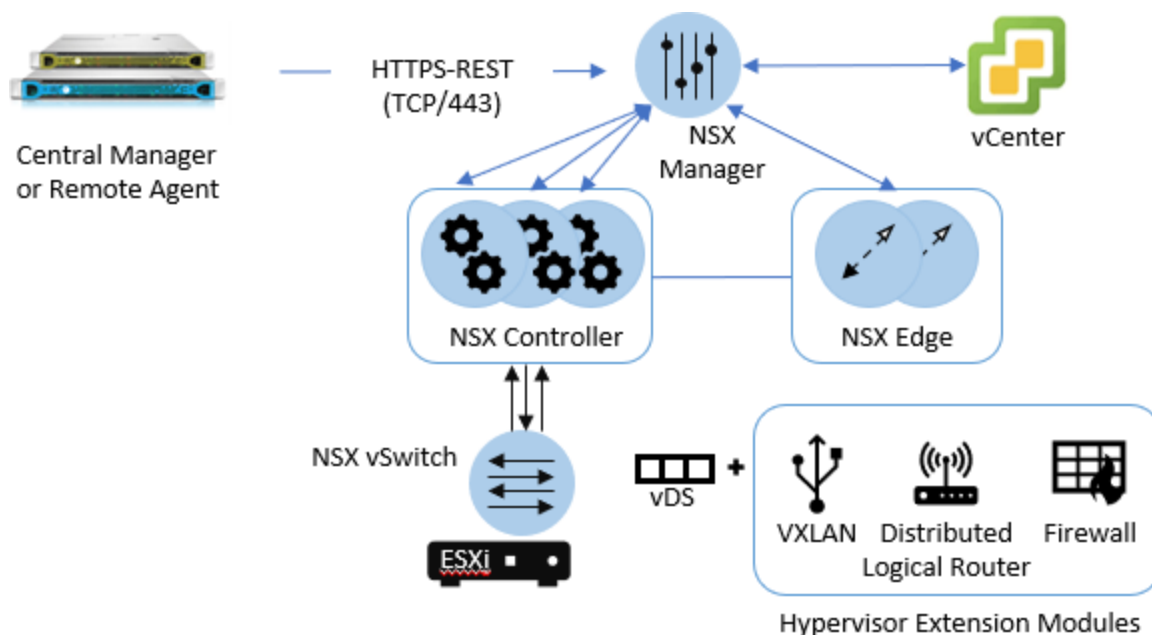 HTTPS-REST
(TCP/443)
Central Manager
or Remote Agent
NSX
Manager
vCenter
NSX Controller
NSX Edge
NSX vSwitch
ESXi
vDS
+
VXLAN
Distributed
Logical Router
Firewall
Hypervisor Extension Modules